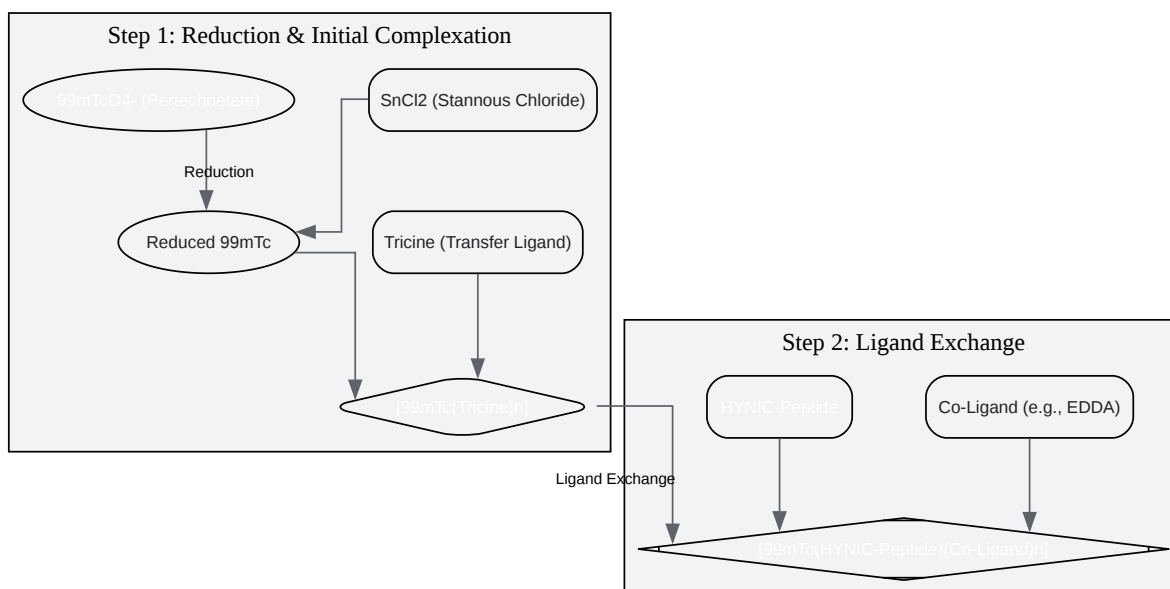 Step 1: Reduction & Initial Complexation
99mTcO4- (Pertechnetate)
SnCl2 (Stannous Chloride)
Reduction
Reduced 99mTc
Tricine (Transfer Ligand)
[99mTc(Tricine)n]
Step 2: Ligand Exchange
HYNIC-Peptide
Co-Ligand (e.g., EDDA)
Ligand Exchange
[99mTc(HYNIC-Peptide)(Co-Ligand)n]